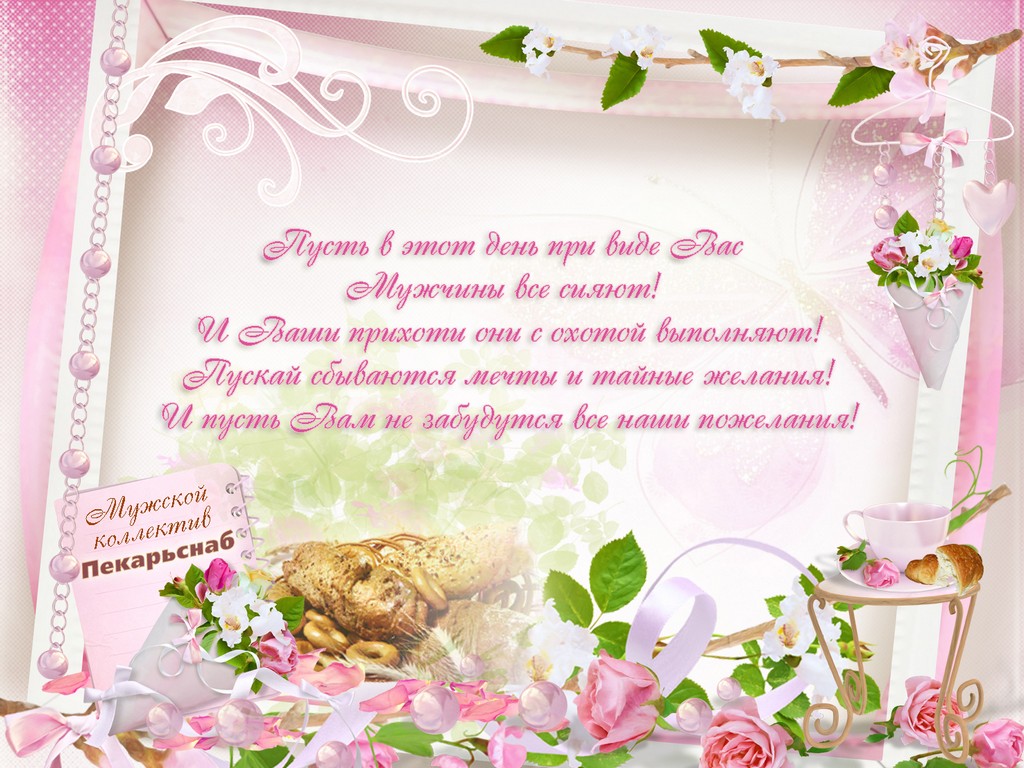 Пусть в этот день при виде Вас
Мужчины все сияют!
И Ваши прихоти они с охотой выполняют!
Пускай сбываются мечты и тайные желания!
И пусть Вам не забудутся все наши пожелания!
Мужской
коллектив
Пекарьснаб